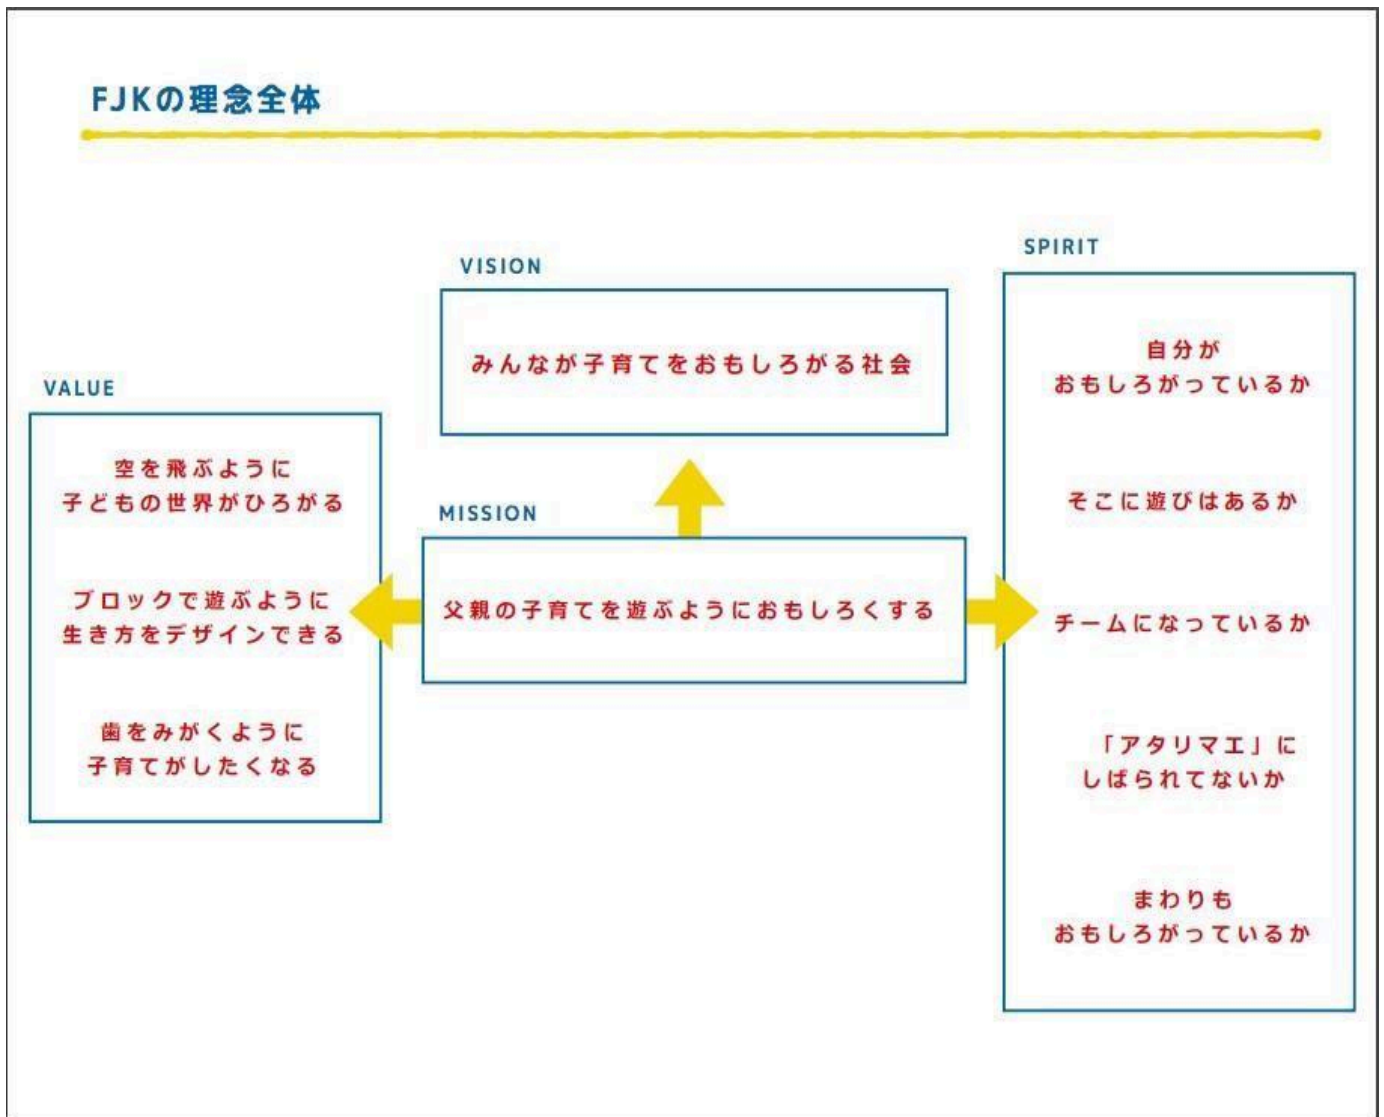 FJKの理念全体
VISION
みんなが子育てをおもしろがる社会
VALUE
空を飛ぶように
子どもの世界がひろがる
ブロックで遊ぶように
生き方をデザインできる
歯をみがくように
子育てがしたくなる
MISSION
父親の子育てを遊ぶようにおもしろくする
SPIRIT
自分が
おもしろがっているか
そこに遊びはあるか
チームになっているか
「アタリマエ」に
しばられてないか
まわりも
おもしろがっているか